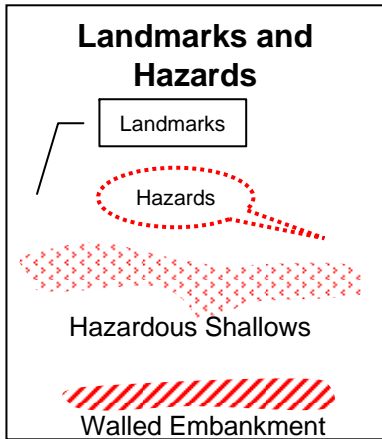 Landmarks and
Hazards
Landmarks
Hazards
Hazardous Shallows
Walled Embankment